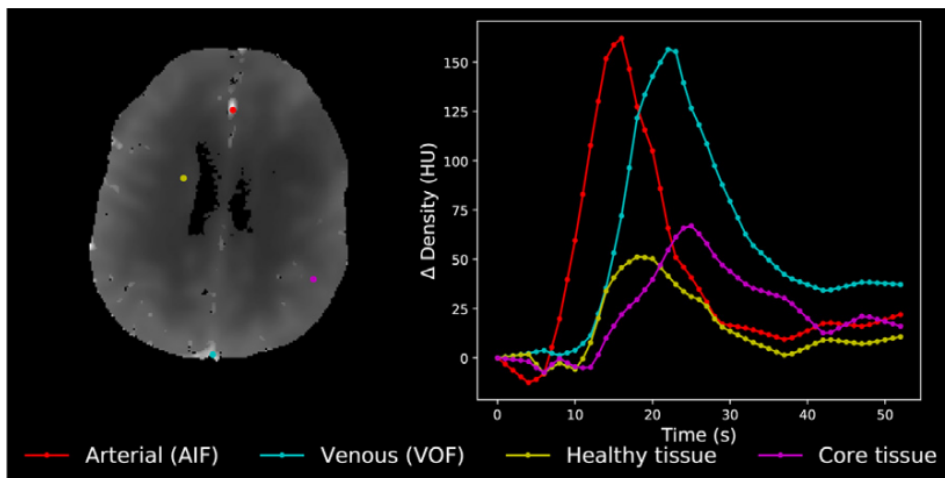 Δ Density (HU)
150
125
100
75
50
25
0
0 10 20 30 40 50
Time (s)
Arterial (AIF) Venous (VOF) Healthy tissue Core tissue